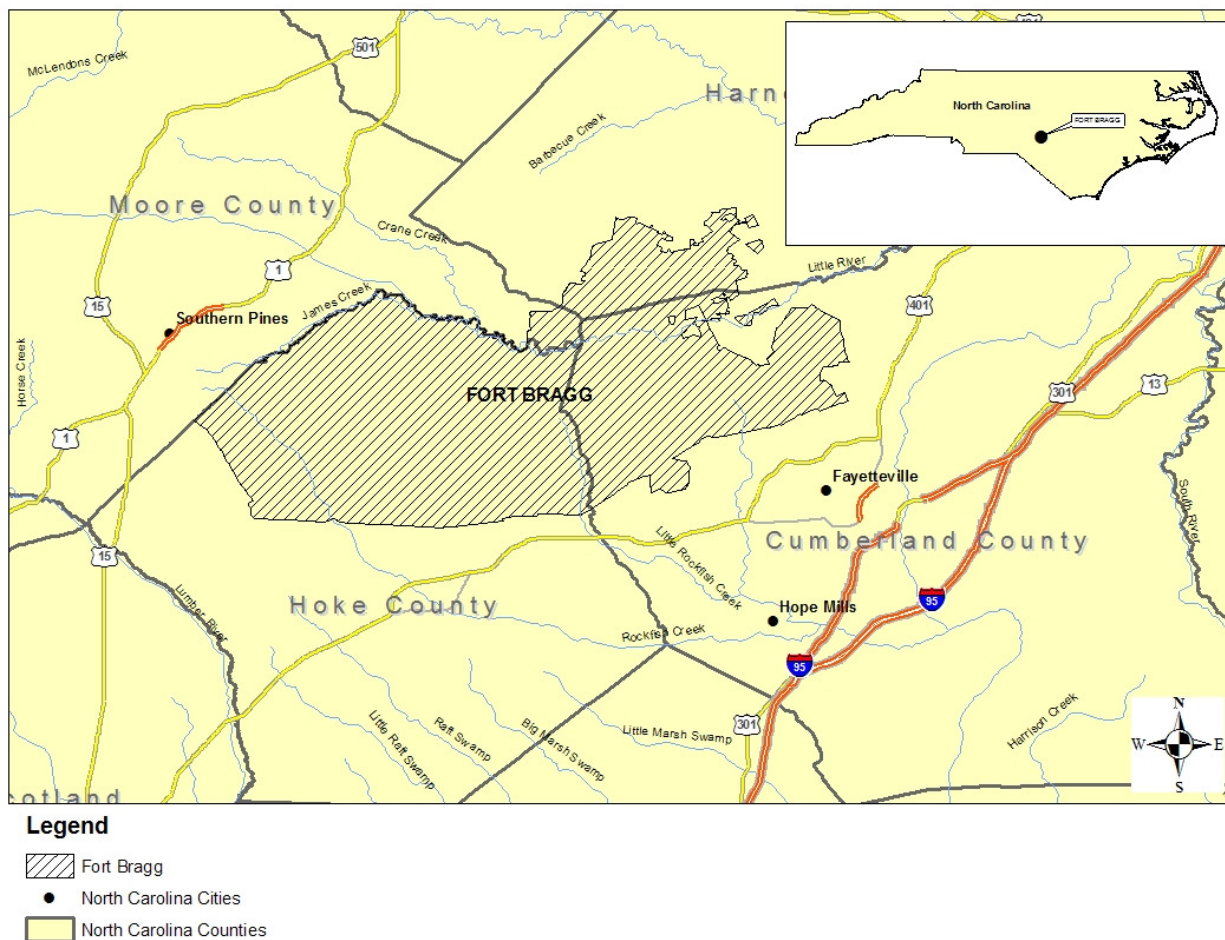 501
McLendons Creek
Harne
Barbecue Creek
North Carolina
FORT BRAGG
Moore County
Crane Creek
1
Little River
15
James Creek
Southern Pines
401
Horse Creek
FORT BRAGG
301
13
1
Fayetteville
South River
15
Little Rockfish Creek
Cumberland County
Lumber River
Hoke County
Hope Mills
95
Rockfish Creek
95
301
Little Raft Swamp
Raft Swamp
Big Marsh Swamp
Little Marsh Swamp
Harrison Creek
N
W E
S
cotland
Legend
Fort Bragg
North Carolina Cities
North Carolina Counties